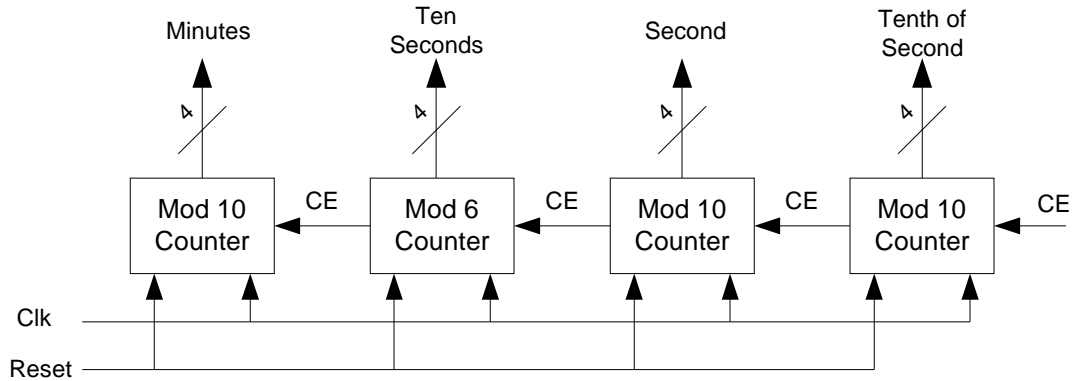 Minutes
Ten
Seconds
Second
Tenth of
Second
4
4
4
4
Mod 10
Counter
CE
Mod 6
Counter
CE
Mod 10
Counter
CE
Mod 10
Counter
CE
Clk
Reset